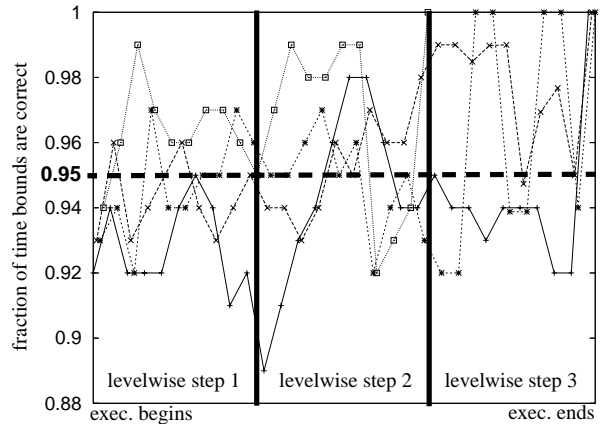 fraction of time bounds are correct
1
0.98
0.96
0.95
0.94
0.92
0.9
0.88
levelwise step 1
levelwise step 2
levelwise step 3
exec. begins
exec. ends